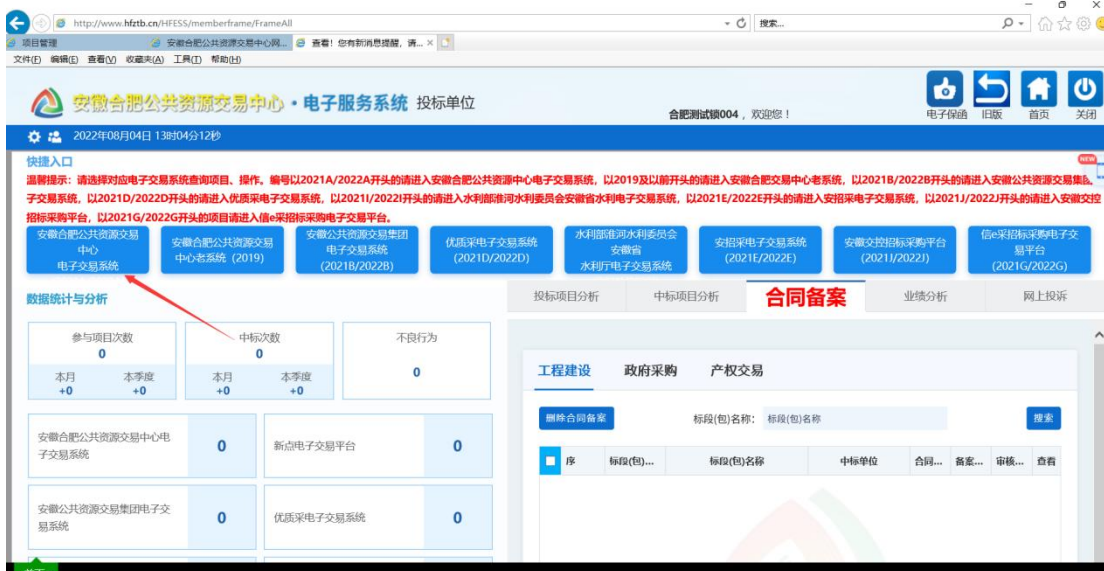 http://www.hfztb.cn/HFESS/memberframe/FrameAll
搜索...
项目管理
安徽合肥公共资源交易中心网...
查看！您有新消息提醒，请...
文件(F) 编辑(E) 查看(V) 收藏夹(A) 工具(T) 帮助(H)
安徽合肥公共资源交易中心·电子服务系统 投标单位
合肥测试锁004，欢迎您！
电子保函 旧版 首页 关闭
2022年08月04日 13时04分12秒
快捷入口
NEW
温馨提示：请选择对应电子交易系统查询项目、操作。编号以2021A/2022A开头的请进入安徽合肥公共资源中心电子交易系统，以2019及以前开头的请进入安徽合肥交易中心老系统，以2021B/2022B开头的请进入安徽公共资源交易集团
子交易系统，以2021D/2022D开头的请进入优质采电子交易系统，以2021I/2022I开头的请进入水利部淮河水利委员会安徽省水利电子交易系统，以2021E/2022E开头的请进入安招采电子交易系统，以2021J/2022J开头的请进入安徽交控
招标采购平台，以2021G/2022G开头的项目请进入信e采招标采购电子交易平台。
安徽合肥公共资源交易
中心
电子交易系统
安徽合肥公共资源交易
中心老系统（2019）
安徽公共资源交易集团
电子交易系统
（2021B/2022B）
优质采电子交易系统
（2021D/2022D）
水利部淮河水利委员会
安徽省
水利厅电子交易系统
安招采电子交易系统
（2021E/2022E）
安徽交控招标采购平台
（2021J/2022J）
信e采招标采购电子交
易平台
（2021G/2022G）
数据统计与分析
参与项目次数
0
本月 本季度
+0 +0
中标次数
0
本月 本季度
+0 +0
不良行为
0
安徽合肥公共资源交易中心电
子交易系统
0
新点电子交易平台
0
安徽公共资源交易集团电子交
易系统
0
优质采电子交易系统
0
投标项目分析 中标项目分析 合同备案 业绩分析 网上投诉
工程建设 政府采购 产权交易
删除合同备案 标段(包)名称： 标段(包)名称 搜索
序 标段(包)... 标段(包)名称 中标单位 合同... 备案... 审核... 查看